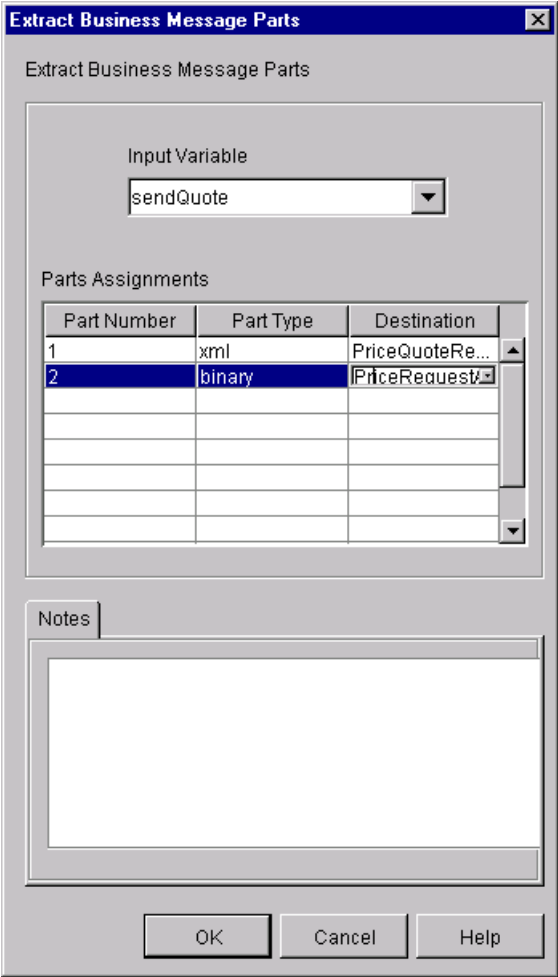 Extract Business Message Parts
Extract Business Message Parts
Input Variable
sendQuote
Parts Assignments
Part Number Part Type Destination
1 xml PriceQuoteRe...
2 binary PriceRequestA
Notes
OK Cancel Help